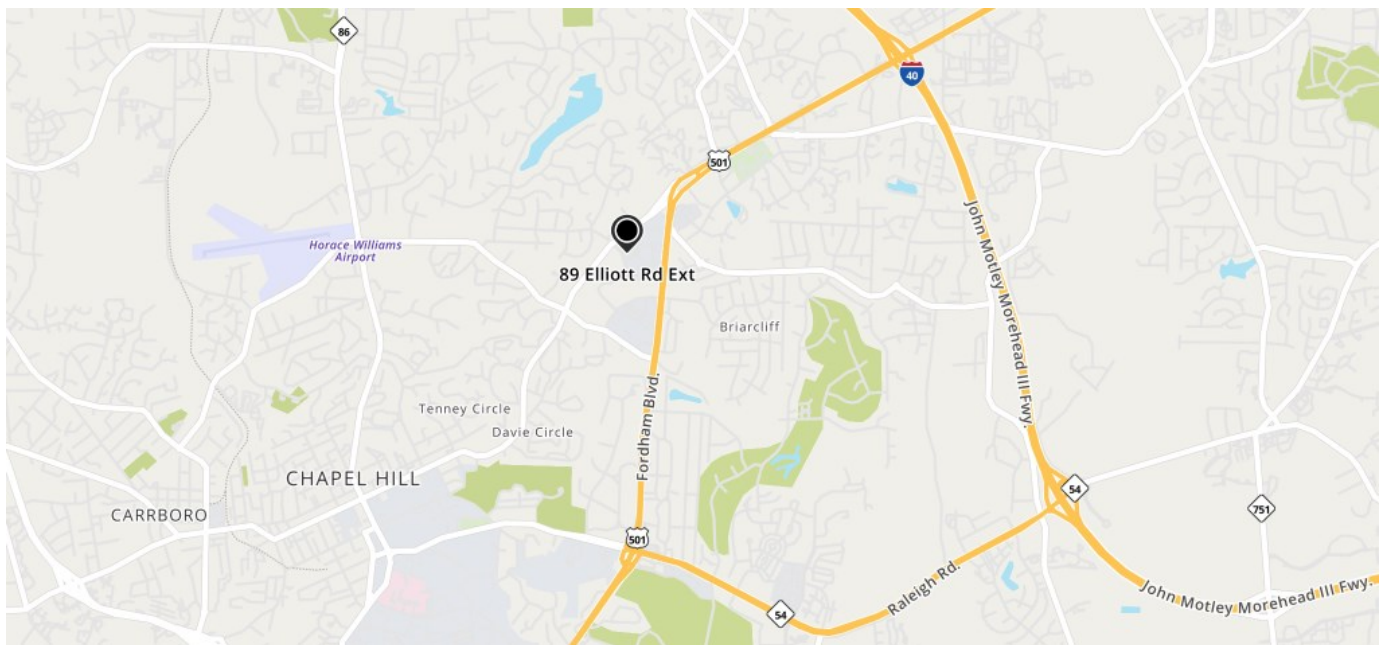 86
40
501
Horace Williams
Airport
89 Elliott Rd Ext
John Motley Morehead III Fwy.
Briarcliff
Fordham Blvd.
Tenney Circle
Davie Circle
CHAPEL HILL
CARRBORO
54
751
501
Raleigh Rd.
John Motley Morehead III Fwy.
54